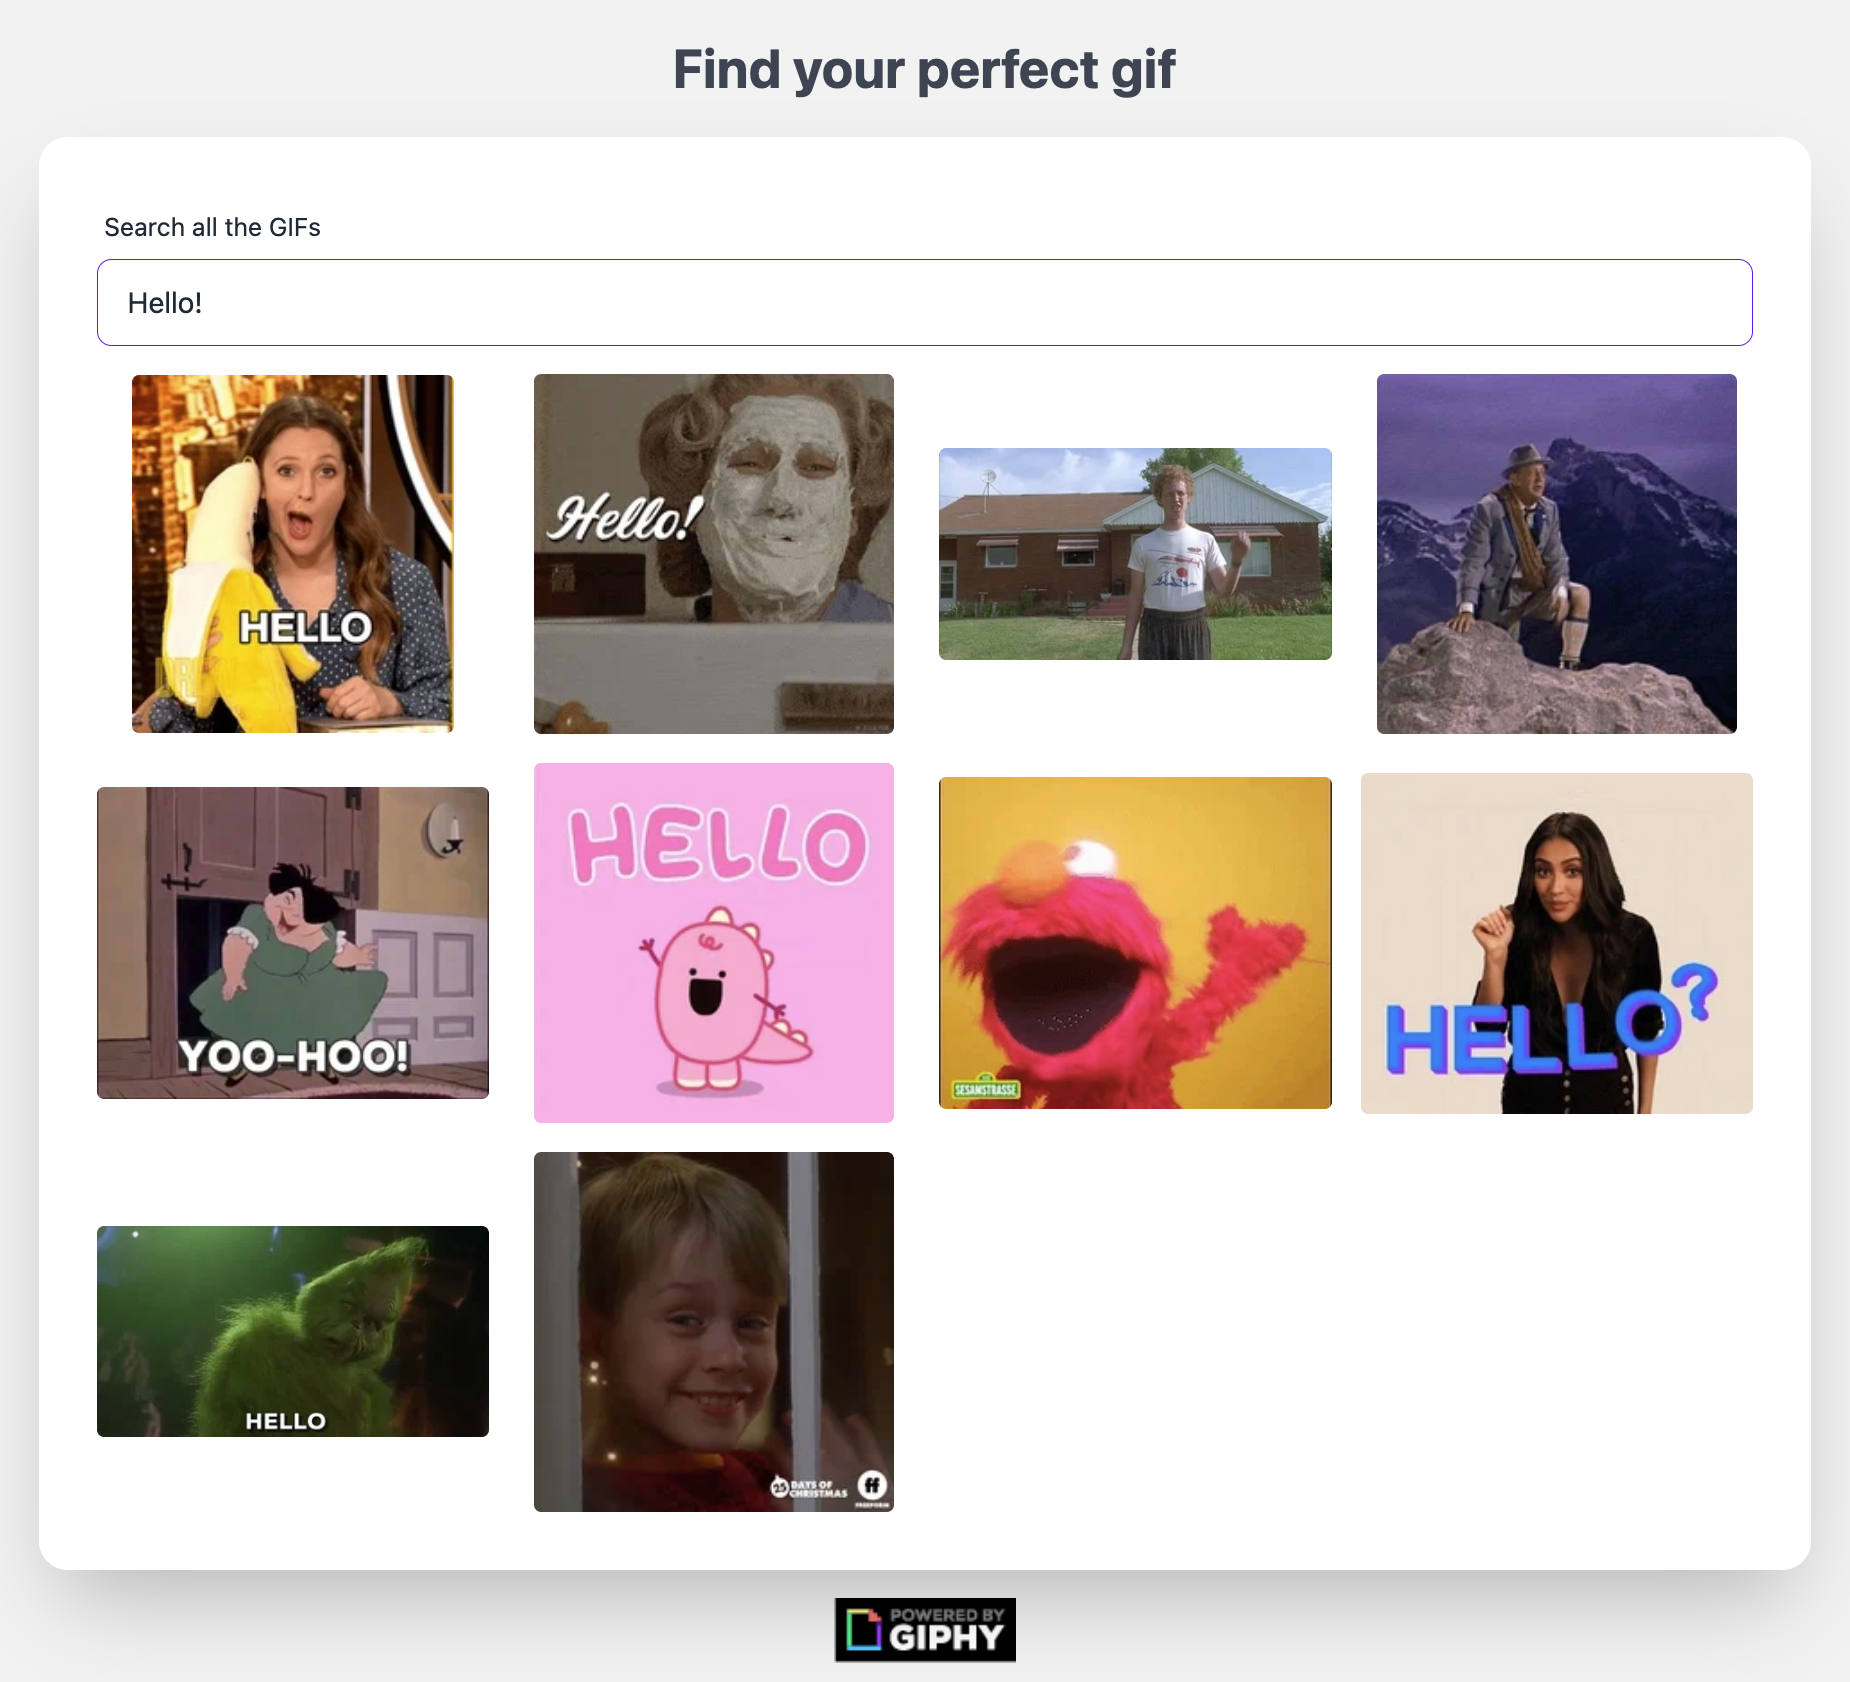 Find your perfect gif
Search all the GIFs
Hello!
HELLO
Hello!
YOO-HOO!
HELLO
SESAMSTRASSE
HELLO?
HELLO
25 DAYS OF
CHRISTMAS
ff
FREEFORM
POWERED BY
GIPHY